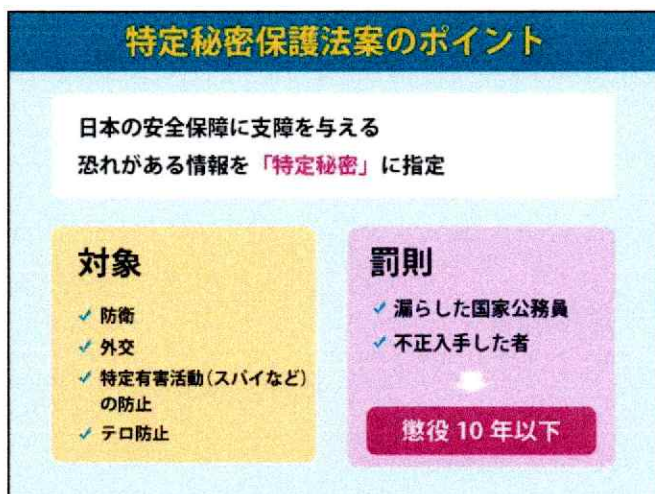 特定秘密保護法案のポイント
日本の安全保障に支障を与える
恐れがある情報を「特定秘密」に指定
対象
✓ 防衛
✓ 外交
✓ 特定有害活動(スパイなど)
の防止
✓ テロ防止
罰則
✓ 漏らした国家公務員
✓ 不正入手した者
懲役 10 年以下